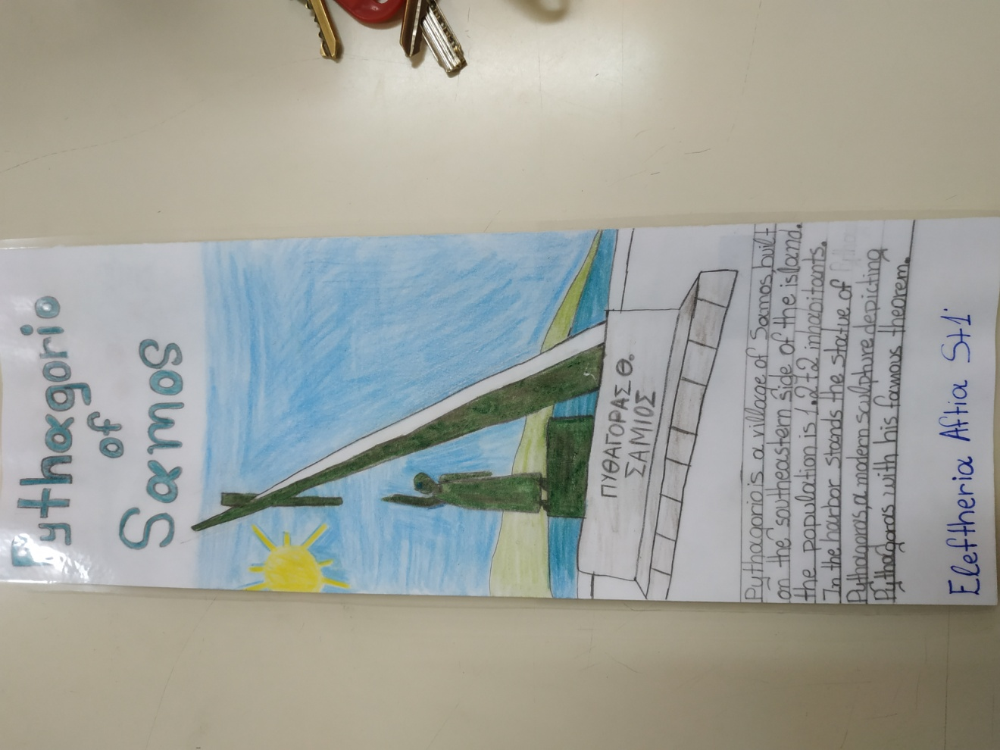 Pythagorio
of
Samos
ΠΥΘΑΓΟΡΑΣ Θ.
ΣΑΜΙΟΣ
Pythagorio is a village of Samos, built
on the southeastern side of the island.
the population is 1.272 inhabitants.
In the harbor stands the statue of
Pythagoras, a modern sculpture depicting
Pythagoras with his famous theorem.
Eleftheria Aftia St1'